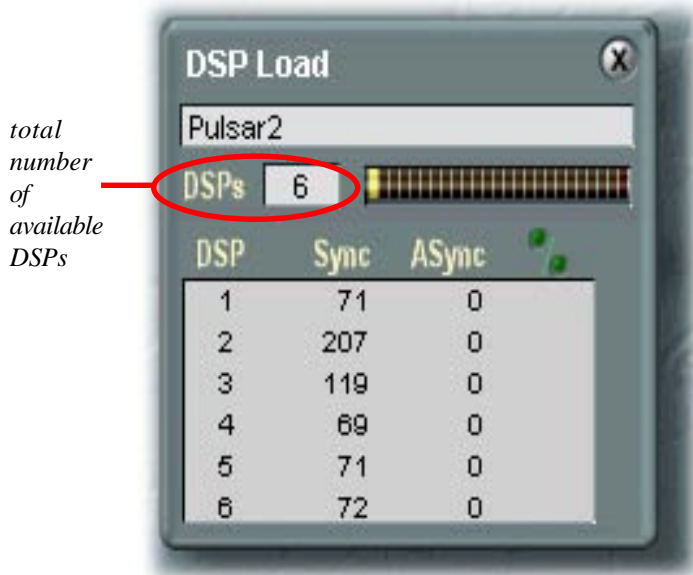 DSP Load
X
Pulsar2
total
number
of
available
DSPs
DSPs 6
DSP Sync ASync %
1 71 0
2 207 0
3 119 0
4 69 0
5 71 0
6 72 0